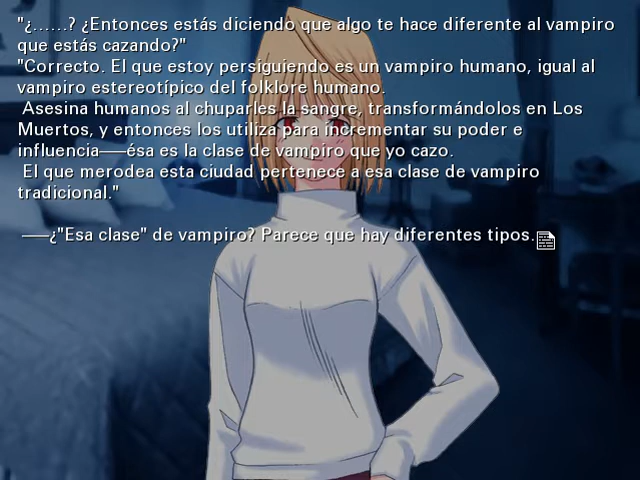 "¿……? ¿Entonces estás diciendo que algo te hace diferente al vampiro
que estás cazando?"
"Correcto. El que estoy persiguiendo es un vampiro humano, igual al
vampiro estereotípico del folklore humano.
Asesina humanos al chuparles la sangre, transformándolos en Los
Muertos, y entonces los utiliza para incrementar su poder e
influencia──ésa es la clase de vampiro que yo cazo.
El que merodea esta ciudad pertenece a esa clase de vampiro
tradicional."
──¿"Esa clase" de vampiro? Parece que hay diferentes tipos.